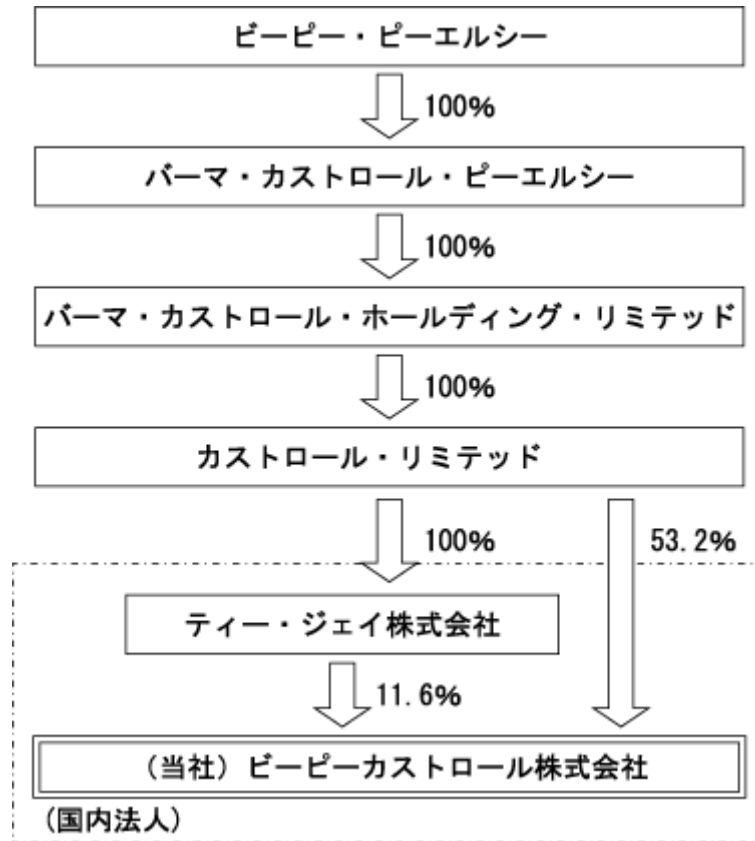 ビーピー・ピーエルシー
100%
バーマ・カストロール・ピーエルシー
100%
バーマ・カストロール・ホールディング・リミテッド
100%
カストロール・リミテッド
100%
53.2%
ティー・ジェイ株式会社
11.6%
（当社）ビーピーカストロール株式会社
（国内法人）